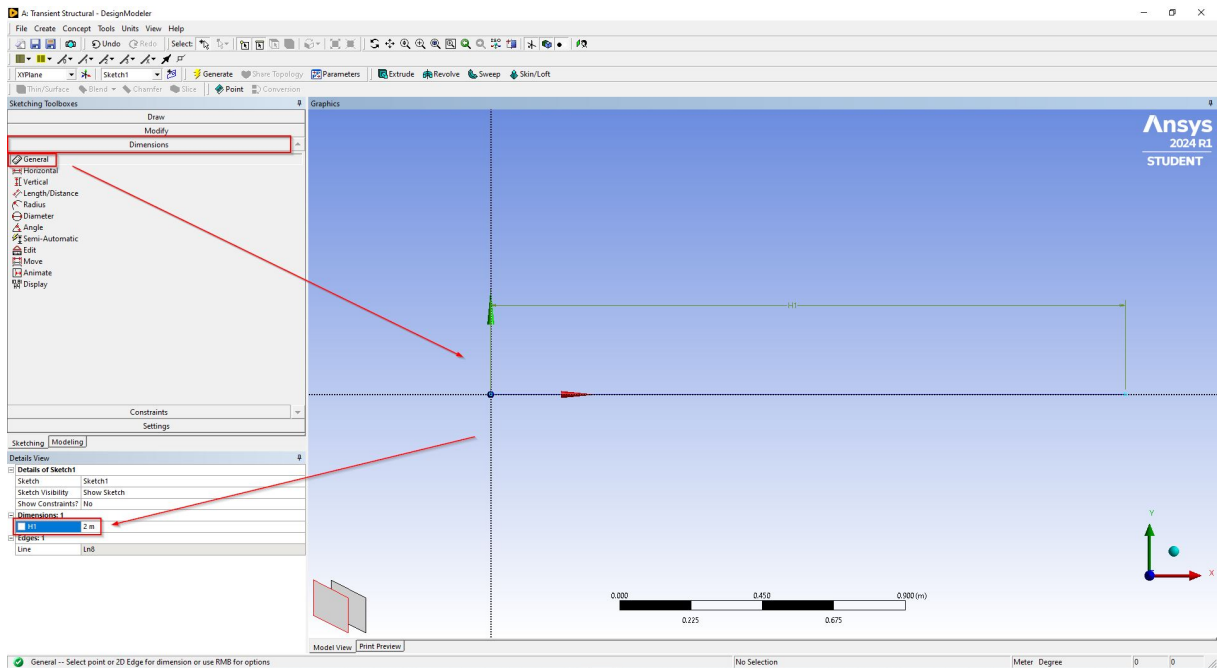 A: Transient Structural - DesignModeler
File Create Concept Tools Units View Help
Undo Redo Select:
XYPlane Sketch1 Generate Share Topology Parameters Extrude Revolve Sweep Skin/Loft
Thin/Surface Blend Chamfer Slice Point Conversion
Sketching Toolboxes
Draw
Modify
Dimensions
General
Horizontal
Vertical
Length/Distance
Radius
Diameter
Angle
Semi-Automatic
Edit
Move
Animate
Display
Constraints
Settings
Sketching Modeling
Details View
Details of Sketch1
Sketch Sketch1
Sketch Visibility Show Sketch
Show Constraints? No
Dimensions: 1
H1 2 m
Edges: 1
Line Ln8
Graphics
Ansys
2024 R1
STUDENT
H1
Y
X
0.000 0.450 0.900 (m)
0.225 0.675
Model View Print Preview
General -- Select point or 2D Edge for dimension or use RMB for options No Selection Meter Degree 0 0